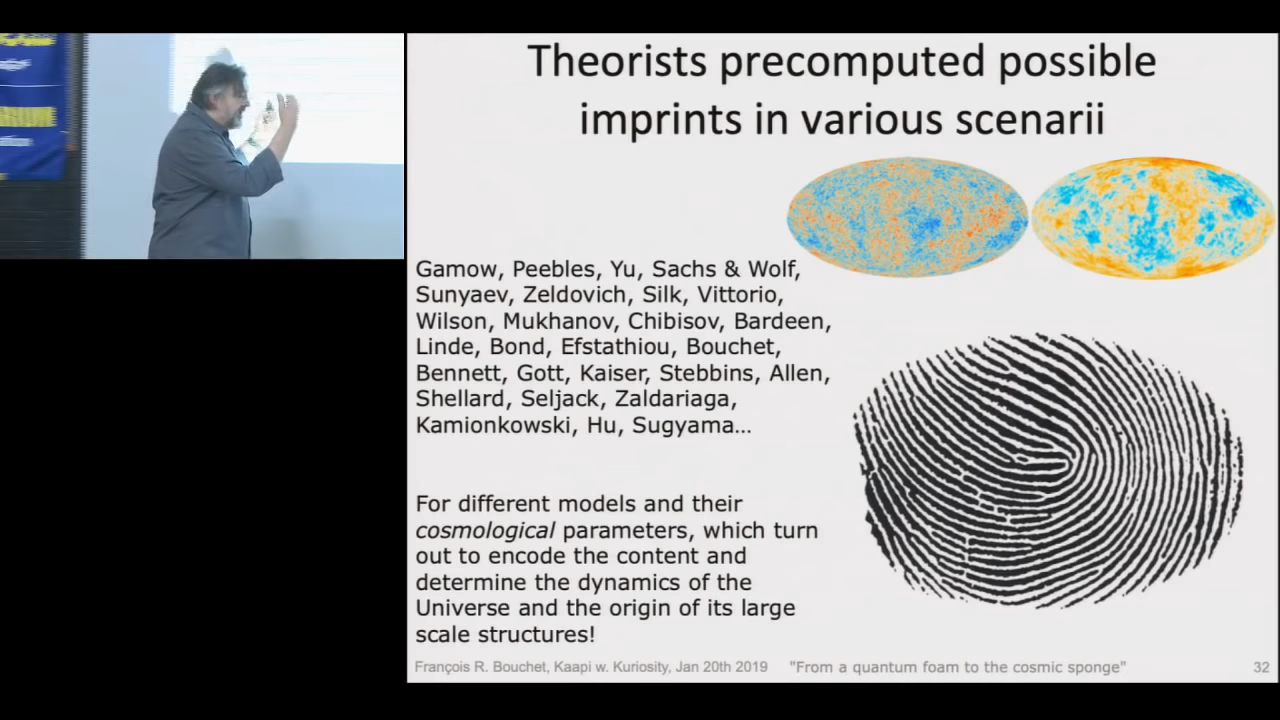 Theorists precomputed possible
imprints in various scenarii
Gamow, Peebles, Yu, Sachs & Wolf,
Sunyaev, Zeldovich, Silk, Vittorio,
Wilson, Mukhanov, Chibisov, Bardeen,
Linde, Bond, Efstathiou, Bouchet,
Bennett, Gott, Kaiser, Stebbins, Allen,
Shellard, Seljack, Zaldariaga,
Kamionkowski, Hu, Sugyama…
For different models and their
cosmological parameters, which turn
out to encode the content and
determine the dynamics of the
Universe and the origin of its large
scale structures!
François R. Bouchet, Kaapi w. Kuriosity, Jan 20th 2019 "From a quantum foam to the cosmic sponge" 32